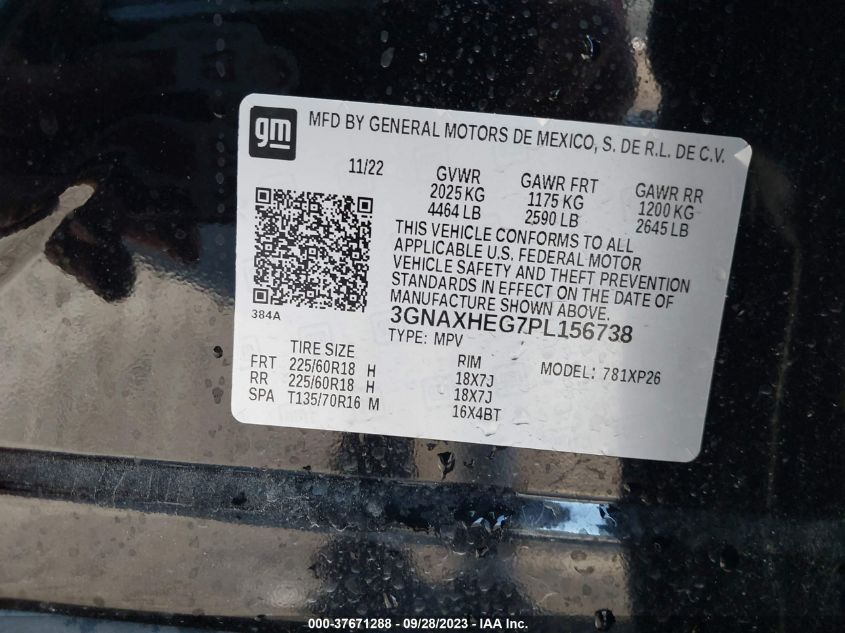 gm
MFD BY GENERAL MOTORS DE MEXICO, S. DE R.L. DE C.V.
11/22 GVWR GAWR FRT GAWR RR
2025 KG 1175 KG 1200 KG
4464 LB 2590 LB 2645 LB
THIS VEHICLE CONFORMS TO ALL
APPLICABLE U.S. FEDERAL MOTOR
VEHICLE SAFETY AND THEFT PREVENTION
STANDARDS IN EFFECT ON THE DATE OF
MANUFACTURE SHOWN ABOVE.
384A
3GNAXHEG7PL156738
TYPE: MPV
TIRE SIZE RIM MODEL: 781XP26
FRT 225/60R18 H 18X7J
RR 225/60R18 H 18X7J
SPA T135/70R16 M 16X4BT
000-37671288 - 09/28/2023 - IAA Inc.